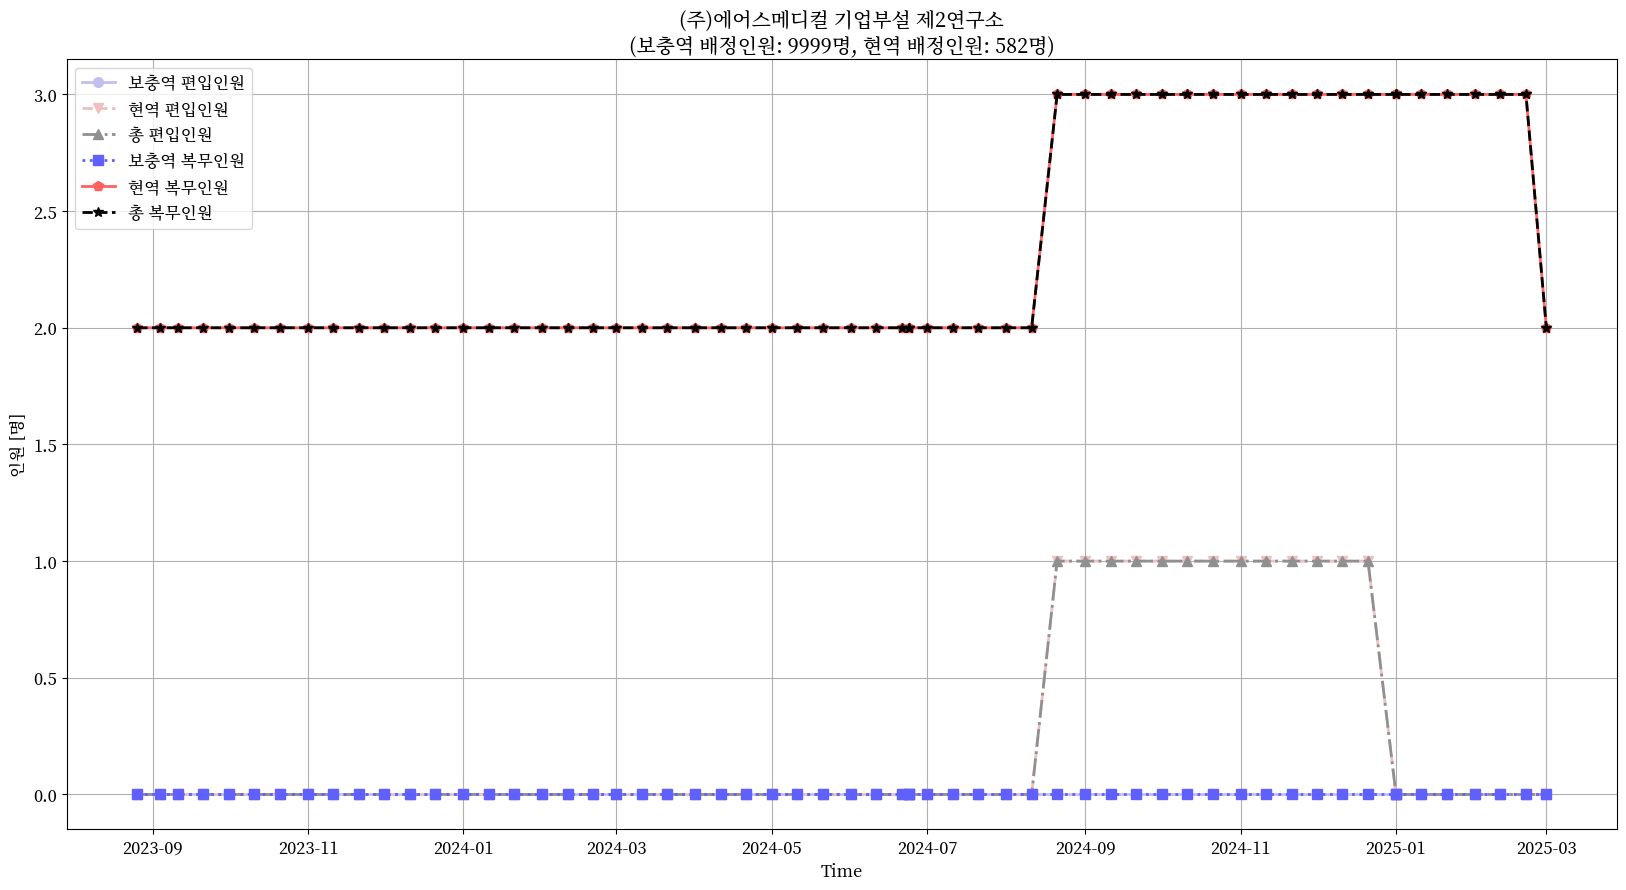 (주)에어스메디컬 기업부설 제2연구소
(보충역 배정인원: 9999명, 현역 배정인원: 582명)
보충역 편입인원
현역 편입인원
총 편입인원
보충역 복무인원
현역 복무인원
총 복무인원
3.0
2.5
2.0
1.5
1.0
0.5
0.0
인원 [명]
2023-09
2023-11
2024-01
2024-03
2024-05
2024-07
2024-09
2024-11
2025-01
2025-03
Time